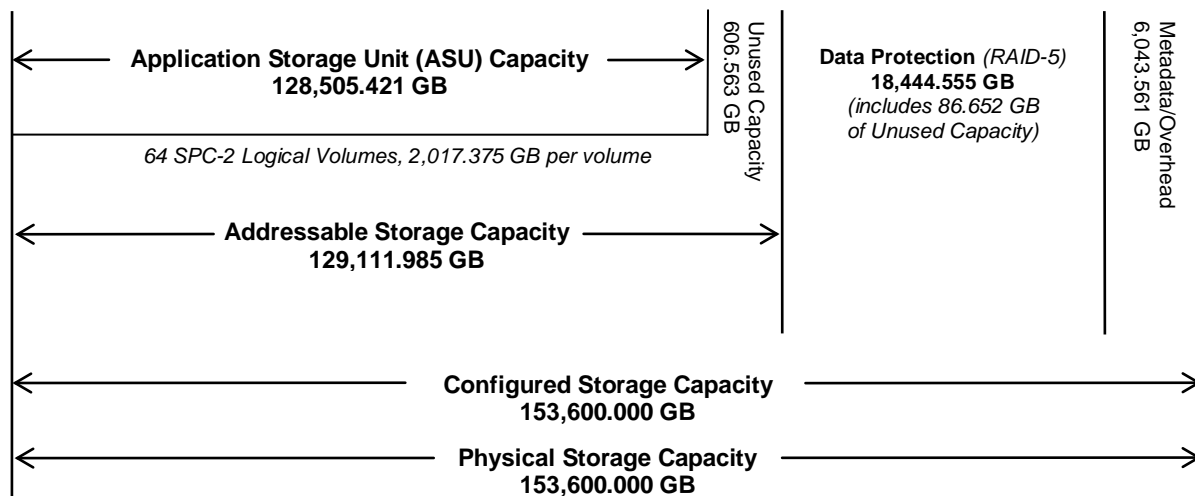 Application Storage Unit (ASU) Capacity
128,505.421 GB
Unused Capacity
606.563 GB
Data Protection (RAID-5)
18,444.555 GB
(includes 86.652 GB
of Unused Capacity)
Metadata/Overhead
6,043.561 GB
64 SPC-2 Logical Volumes, 2,017.375 GB per volume
Addressable Storage Capacity
129,111.985 GB
Configured Storage Capacity
153,600.000 GB
Physical Storage Capacity
153,600.000 GB